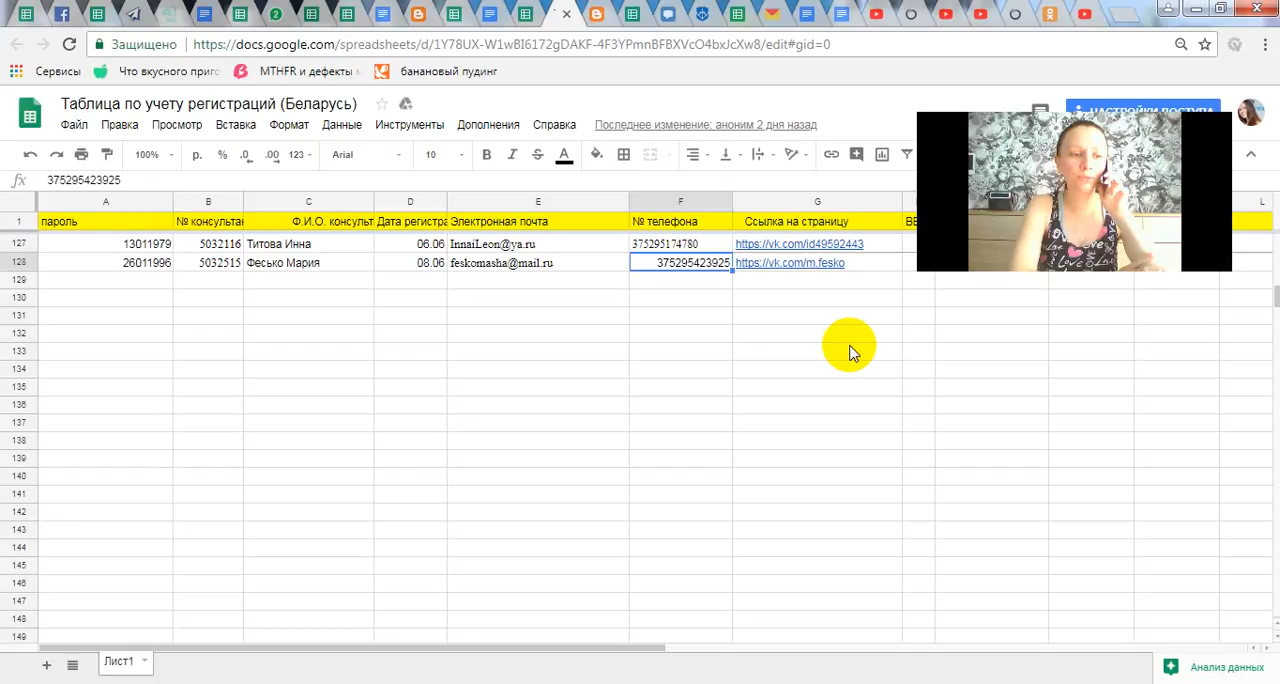 Защищено https://docs.google.com/spreadsheets/d/1Y78UX-W1wBI6172gDAKF-4F3YPmnBFBXVcO4bxJcXw8/edit#gid=0
Сервисы Что вкусного приго МТHFR и дефекты банановый пудинг
Таблица по учету регистраций (Беларусь)
НАСТРОЙКИ ДОСТУПА
Файл Правка Просмотр Вставка Формат Данные Инструменты Дополнения Справка Последнее изменение: аноним 2 дня назад
100% р. % .0 .00 123 Arial 10 B I S A
fx 375295423925
A B C D E F G L
1 пароль № консультан Ф.И.О. консульт Дата регистра Электронная почта № телефона Ссылка на страницу
127 13011979 5032116 Титова Инна 06.06 InnaiLeon@ya.ru 375295174780 https://vk.com/id49592443
128 26011996 5032515 Фесько Мария 08.06 feskomasha@mail.ru 375295423925 https://vk.com/m.fesko
129
130
131
132
133
134
135
136
137
138
139
140
141
142
143
144
145
146
147
148
149
Лист1 Анализ данных